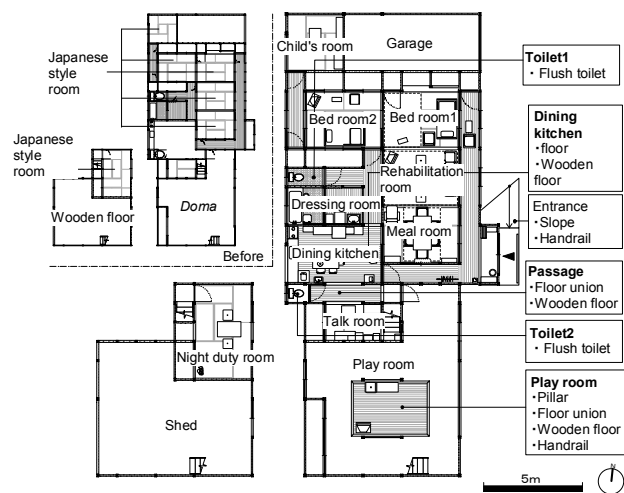 Japanese
style
room
Japanese
style
room
Wooden floor
Doma
Before
Child's room
Garage
Bed room2
Bed room1
Rehabilitation
room
Dressing room
Meal room
Dining kitchen
Talk room
Night duty room
Play room
Shed
Toilet1
・Flush toilet
Dining
kitchen
・floor
・Wooden
floor
Entrance
・Slope
・Handrail
Passage
・Floor union
・Wooden floor
Toilet2
・Flush toilet
Play room
・Pillar
・Floor union
・Wooden floor
・Handrail
5m
N